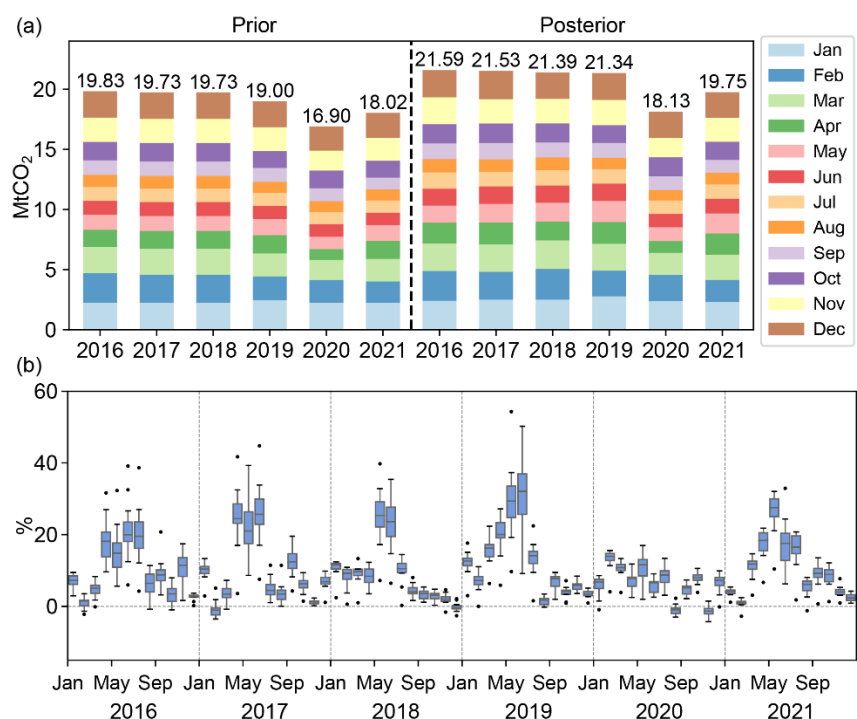 (a)
Prior
Posterior
MtCO₂
20
15
10
5
0
19.83
19.73
19.73
19.00
16.90
18.02
21.59
21.53
21.39
21.34
18.13
19.75
2016 2017 2018 2019 2020 2021 2016 2017 2018 2019 2020 2021
Jan
Feb
Mar
Apr
May
Jun
Jul
Aug
Sep
Oct
Nov
Dec
(b)
%
60
40
20
0
Jan May Sep Jan May Sep Jan May Sep Jan May Sep Jan May Sep Jan May Sep
2016 2017 2018 2019 2020 2021